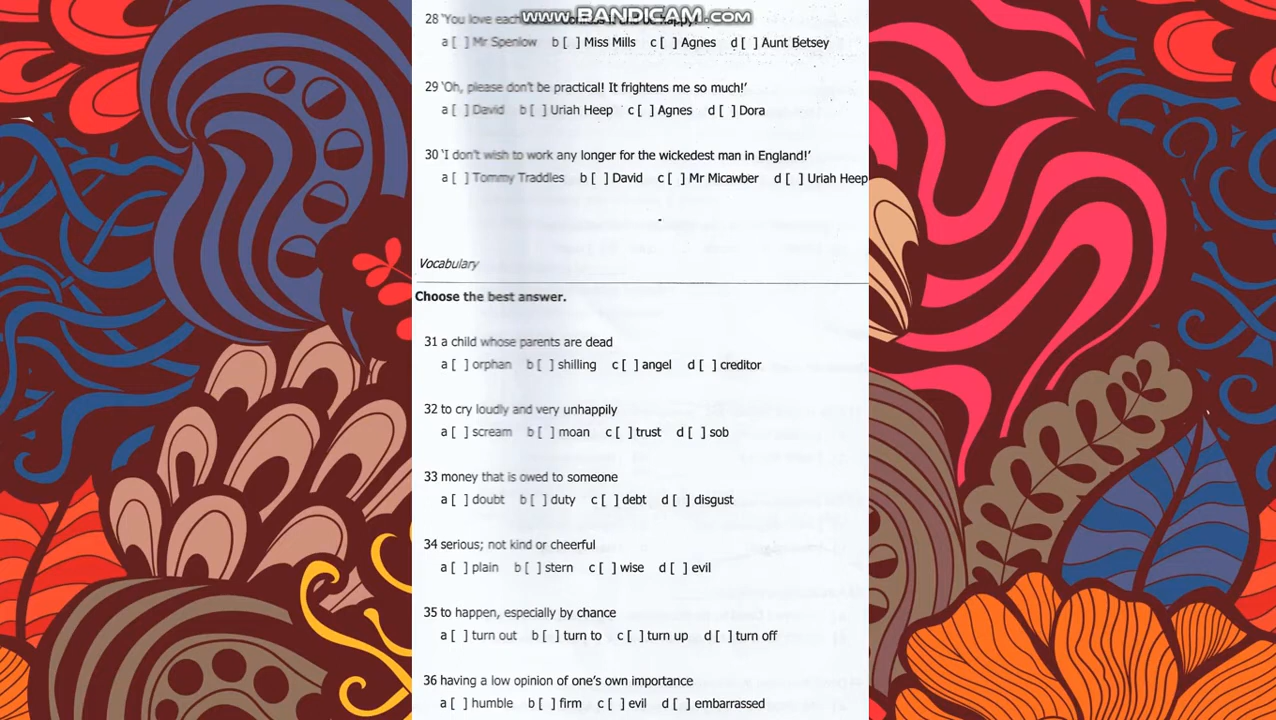 www.BANDICAM.com
28 'You love each
a [ ] Mr Spenlow b [ ] Miss Mills c [ ] Agnes d [ ] Aunt Betsey
29 'Oh, please don't be practical! It frightens me so much!'
a [ ] David b [ ] Uriah Heep c [ ] Agnes d [ ] Dora
30 'I don't wish to work any longer for the wickedest man in England!'
a [ ] Tommy Traddles b [ ] David c [ ] Mr Micawber d [ ] Uriah Heep
Vocabulary
Choose the best answer.
31 a child whose parents are dead
a [ ] orphan b [ ] shilling c [ ] angel d [ ] creditor
32 to cry loudly and very unhappily
a [ ] scream b [ ] moan c [ ] trust d [ ] sob
33 money that is owed to someone
a [ ] doubt b [ ] duty c [ ] debt d [ ] disgust
34 serious; not kind or cheerful
a [ ] plain b [ ] stern c [ ] wise d [ ] evil
35 to happen, especially by chance
a [ ] turn out b [ ] turn to c [ ] turn up d [ ] turn off
36 having a low opinion of one's own importance
a [ ] humble b [ ] firm c [ ] evil d [ ] embarrassed